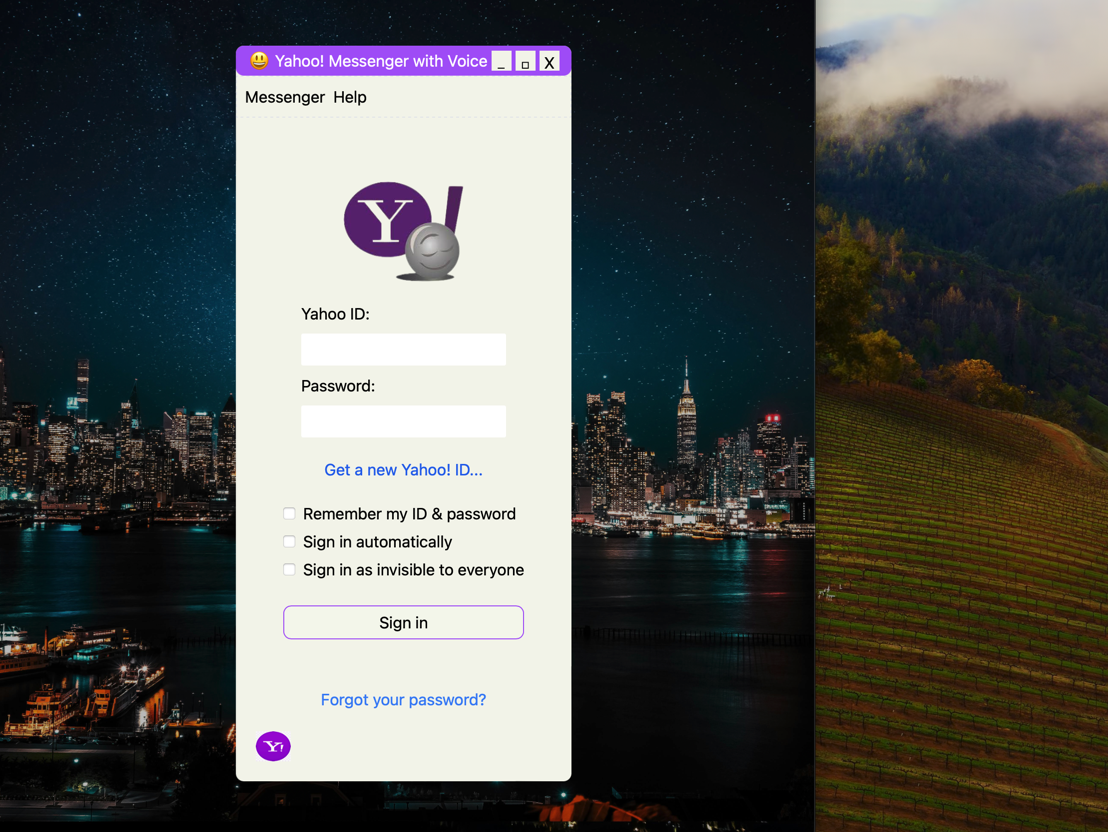 Yahoo! Messenger with Voice _ □ X
Messenger Help
Y!
Yahoo ID:
Password:
Get a new Yahoo! ID...
Remember my ID & password
Sign in automatically
Sign in as invisible to everyone
Sign in
Forgot your password?
Y!